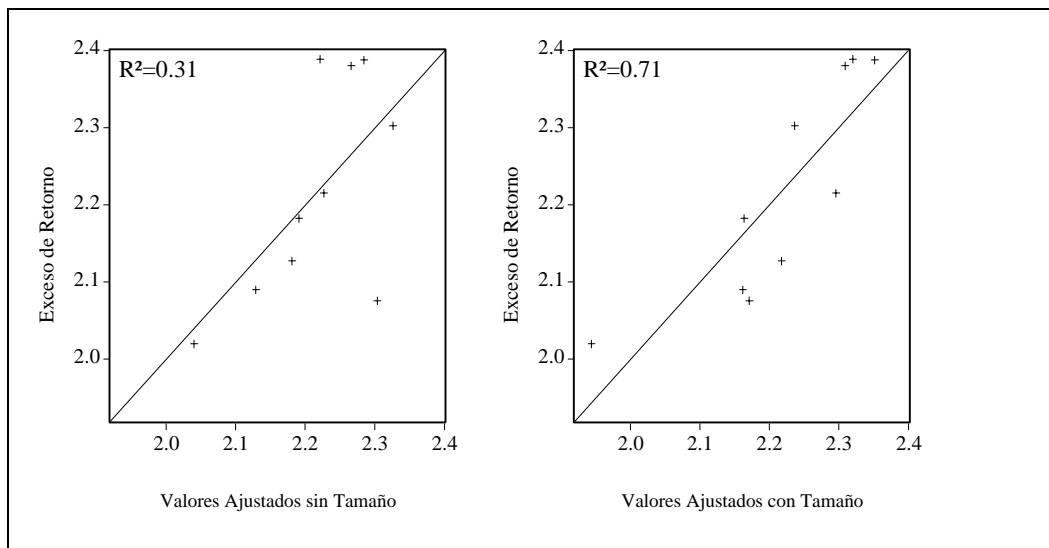 2.4
R²=0.31
2.3
2.2
2.1
2.0
Exceso de Retorno
2.0 2.1 2.2 2.3 2.4
Valores Ajustados sin Tamaño
2.4
R²=0.71
2.3
2.2
2.1
2.0
Exceso de Retorno
2.0 2.1 2.2 2.3 2.4
Valores Ajustados con Tamaño